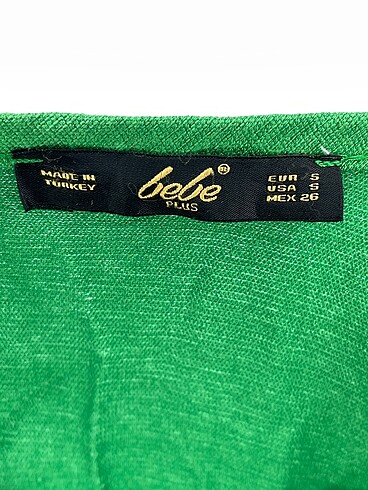 MADE IN
TURKEY
bebe®
PLUS
EUR S
USA S
MEX 26